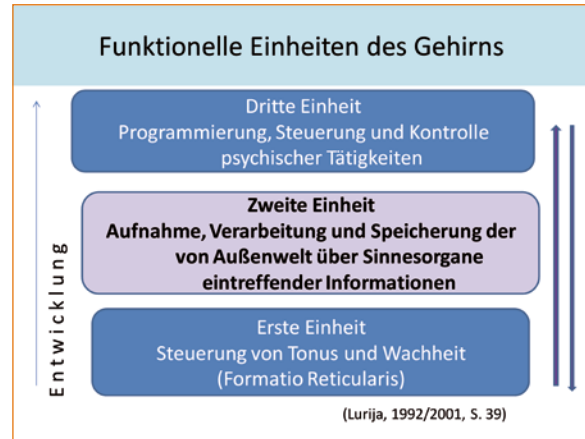 Funktionelle Einheiten des Gehirns
Dritte Einheit
Programmierung, Steuerung und Kontrolle
psychischer Tätigkeiten
Zweite Einheit
Aufnahme, Verarbeitung und Speicherung der
von Außenwelt über Sinnesorgane
eintreffender Informationen
Erste Einheit
Steuerung von Tonus und Wachheit
(Formatio Reticularis)
Entwicklung
(Lurija, 1992/2001, S. 39)